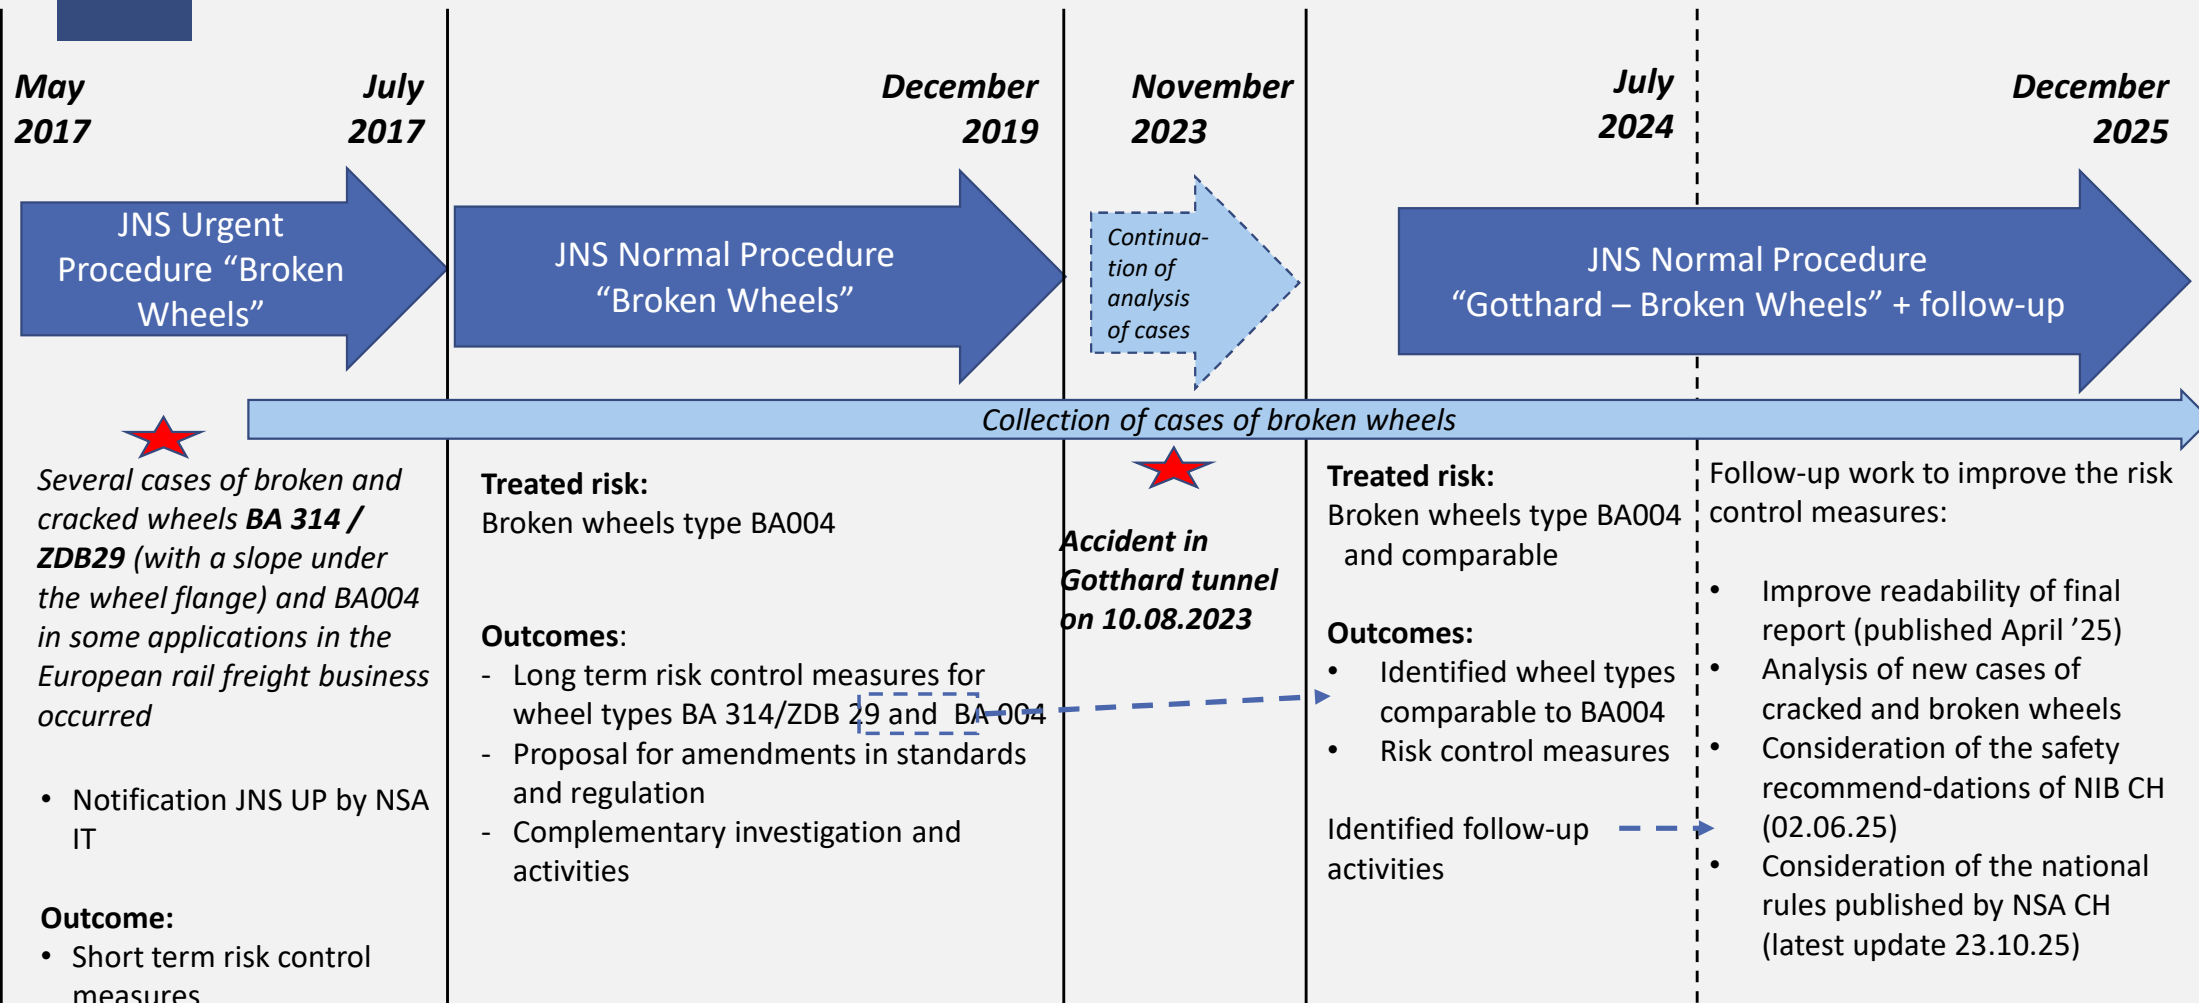 May
2017
July
2017
December
2019
November
2023
July
2024
December
2025
JNS Urgent
Procedure “Broken
Wheels”
JNS Normal Procedure
“Broken Wheels”
Continua-
tion of
analysis
of cases
JNS Normal Procedure
“Gotthard – Broken Wheels” + follow-up
Collection of cases of broken wheels
Several cases of broken and
cracked wheels BA 314 /
ZDB29 (with a slope under
the wheel flange) and BA004
in some applications in the
European rail freight business
occurred
• Notification JNS UP by NSA
IT
Outcome:
• Short term risk control
measures
Treated risk:
Broken wheels type BA004
Outcomes:
- Long term risk control measures for
wheel types BA 314/ZDB 29 and BA 004
- Proposal for amendments in standards
and regulation
- Complementary investigation and
activities
Accident in
Gotthard tunnel
on 10.08.2023
Treated risk:
Broken wheels type BA004
and comparable
Outcomes:
• Identified wheel types
comparable to BA004
• Risk control measures
Identified follow-up
activities
Follow-up work to improve the risk
control measures:
• Improve readability of final
report (published April ’25)
• Analysis of new cases of
cracked and broken wheels
• Consideration of the safety
recommend-dations of NIB CH
(02.06.25)
• Consideration of the national
rules published by NSA CH
(latest update 23.10.25)